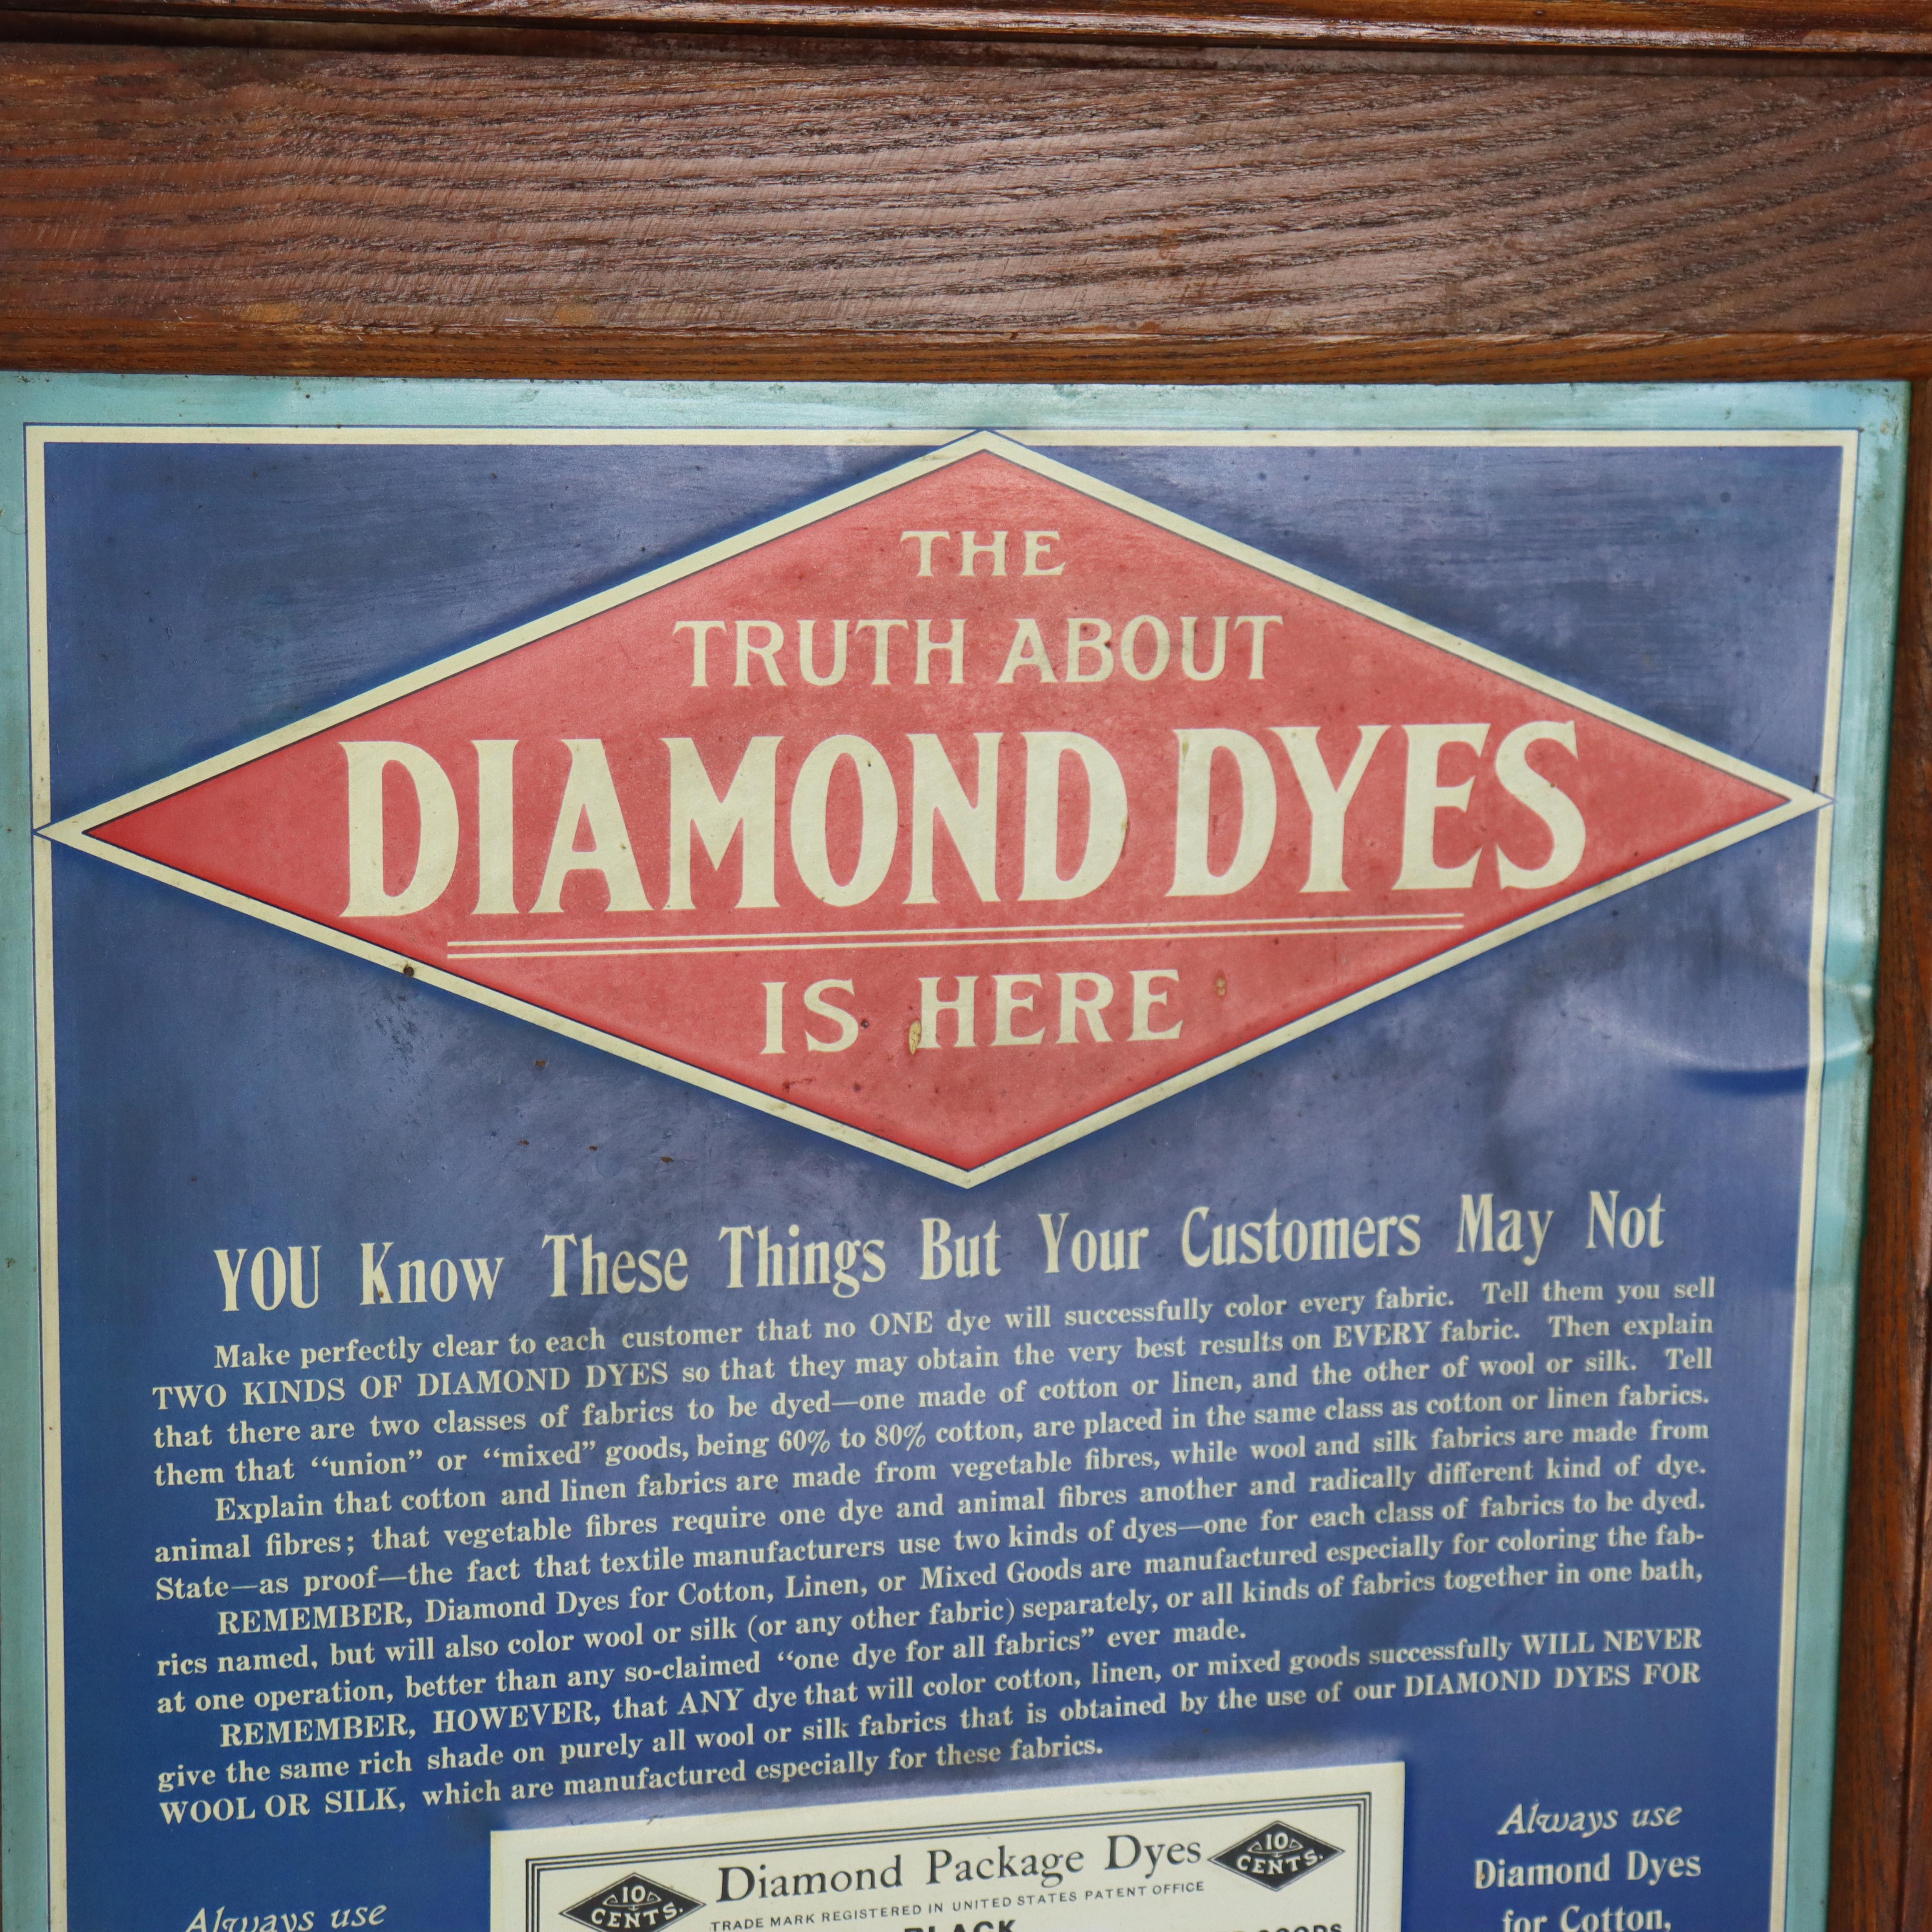 THE
TRUTH ABOUT
DIAMOND DYES
IS HERE
YOU Know These Things But Your Customers May Not
Make perfectly clear to each customer that no ONE dye will successfully color every fabric. Tell them you sell
TWO KINDS OF DIAMOND DYES so that they may obtain the very best results on EVERY fabric. Then explain
that there are two classes of fabrics to be dyed—one made of cotton or linen, and the other of wool or silk. Tell
them that “union” or “mixed” goods, being 60% to 80% cotton, are placed in the same class as cotton or linen fabrics.
Explain that cotton and linen fabrics are made from vegetable fibres, while wool and silk fabrics are made from
animal fibres; that vegetable fibres require one dye and animal fibres another and radically different kind of dye.
State—as proof—the fact that textile manufacturers use two kinds of dyes—one for each class of fabrics to be dyed.
REMEMBER, Diamond Dyes for Cotton, Linen, or Mixed Goods are manufactured especially for coloring the fab-
rics named, but will also color wool or silk (or any other fabric) separately, or all kinds of fabrics together in one bath,
at one operation, better than any so-claimed “one dye for all fabrics” ever made.
REMEMBER, HOWEVER, that ANY dye that will color cotton, linen, or mixed goods successfully WILL NEVER
give the same rich shade on purely all wool or silk fabrics that is obtained by the use of our DIAMOND DYES FOR
WOOL OR SILK, which are manufactured especially for these fabrics.
10
CENTS.
Diamond Package Dyes
10
CENTS.
TRADE MARK REGISTERED IN UNITED STATES PATENT OFFICE
BLACK
GOODS
Always use
Always use
Diamond Dyes
for Cotton,